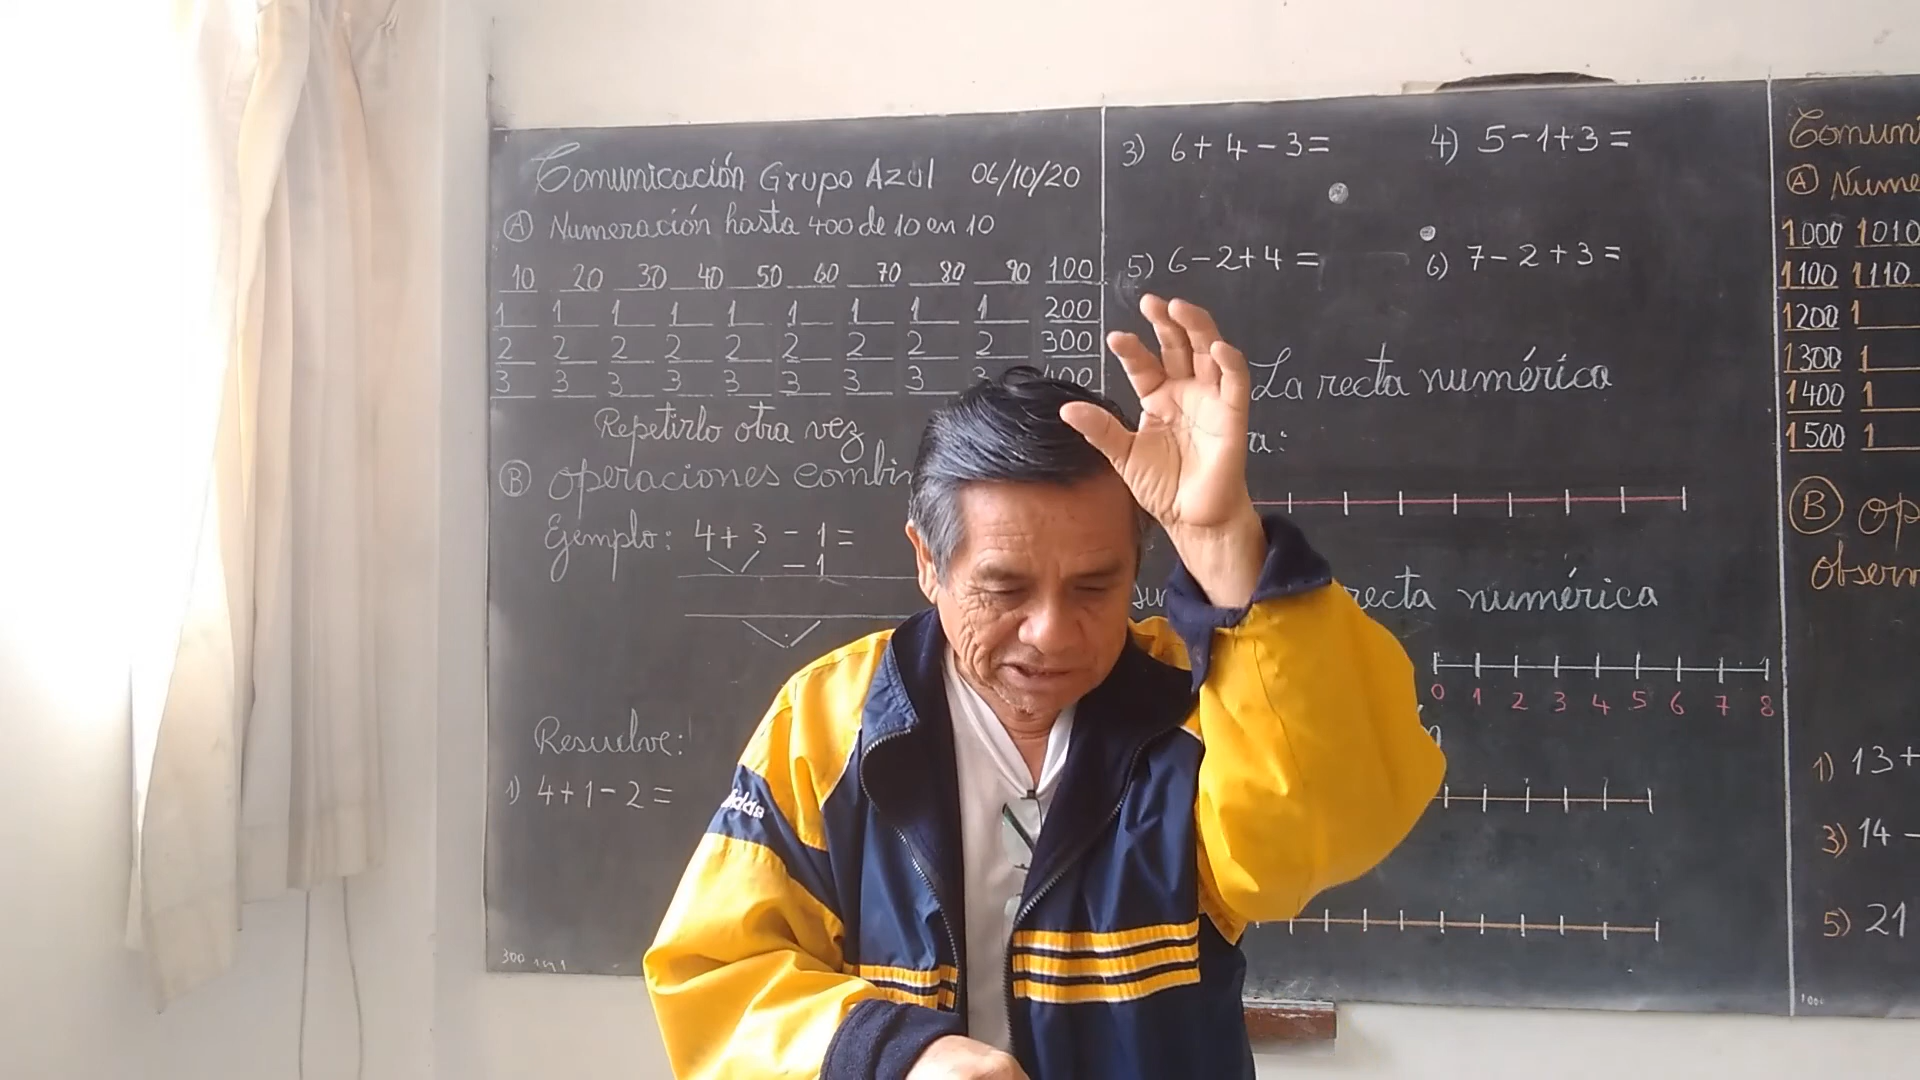 Comunicación Grupo Azul 06/10/20
Ⓐ Numeración hasta 400 de 10 en 10
10 20 30 40 50 60 70 80 90 100
1 1 1 1 1 1 1 1 1 200
2 2 2 2 2 2 2 2 2 300
3 3 3 3 3 3 3 3 3 400
Repetirlo otra vez
Ⓑ Operaciones combin
Ejemplo: 4 + 3 - 1 =
- 1
Resuelve:
1) 4 + 1 - 2 =
3) 6 + 4 - 3 = 4) 5 - 1 + 3 =
5) 6 - 2 + 4 = 6) 7 - 2 + 3 =
La recta numérica
a:
recta numérica
0 1 2 3 4 5 6 7 8
Comuni
Ⓐ Nume
1000 1010
1100 1110
1200 1
1300 1
1400 1
1500 1
Ⓑ Op
Observ
1) 13 +
3) 14 -
5) 21